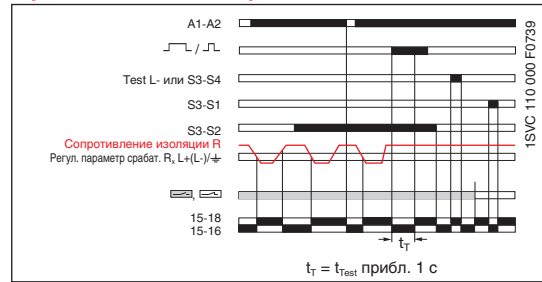 A1-A2
/
Test L- или S3-S4
S3-S1
S3-S2
Сопротивление изоляции R
Регул. параметр срабат. R, L+(L-)/
,
15-18
15-16
tT
tT = tTest прибл. 1 с
1SVC 110 000 F0739